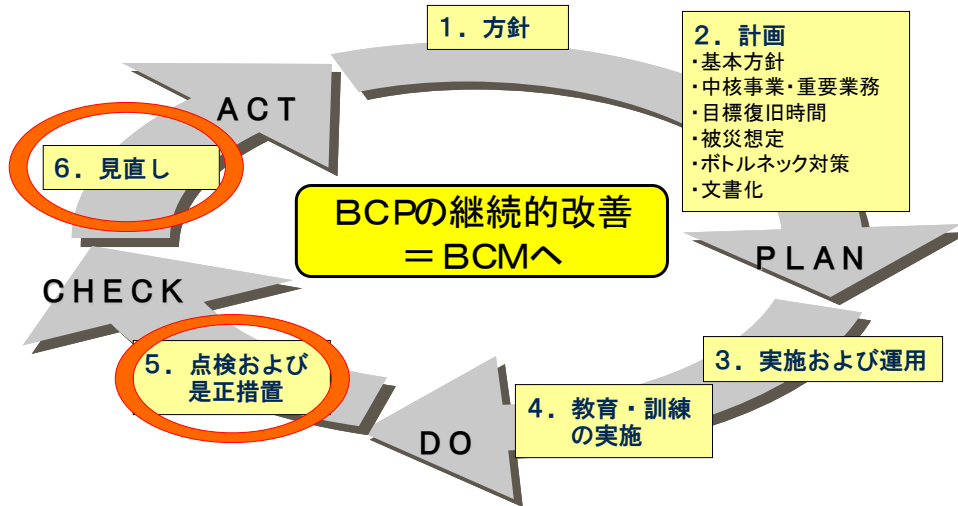 1．方針
2．計画
・基本方針
・中核事業・重要業務
・目標復旧時間
・被災想定
・ボトルネック対策
・文書化
ACT
6．見直し
BCPの継続的改善
＝BCMへ
PLAN
CHECK
3．実施および運用
5．点検および
是正措置
4．教育・訓練
の実施
DO